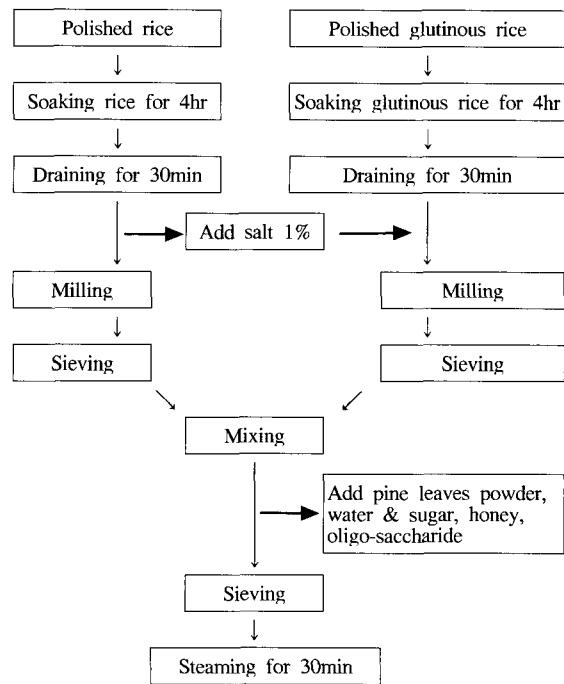 Polished rice
Polished glutinous rice
Soaking rice for 4hr
Soaking glutinous rice for 4hr
Draining for 30min
Draining for 30min
Add salt 1%
Milling
Milling
Sieving
Sieving
Mixing
Add pine leaves powder,
water & sugar, honey,
oligo-saccharide
Sieving
Steaming for 30min